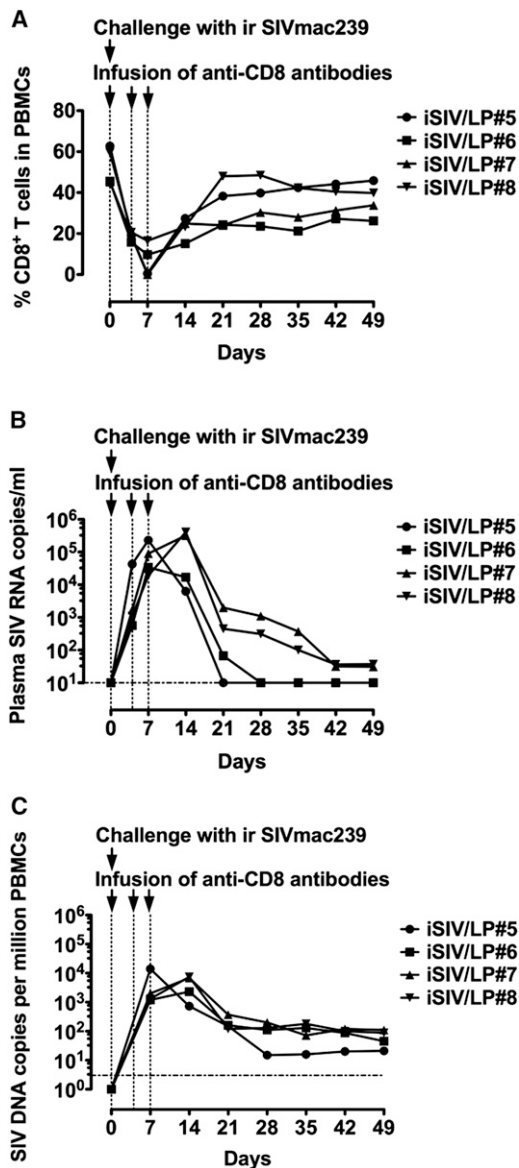 A
Challenge with ir SIVmac239
Infusion of anti-CD8 antibodies
% CD8⁺ T cells in PBMCs
80
60
40
20
0
iSIV/LP#5
iSIV/LP#6
iSIV/LP#7
iSIV/LP#8
0 7 14 21 28 35 42 49
Days
B
Challenge with ir SIVmac239
Infusion of anti-CD8 antibodies
Plasma SIV RNA copies/ml
10⁶
10⁵
10⁴
10³
10²
10¹
iSIV/LP#5
iSIV/LP#6
iSIV/LP#7
iSIV/LP#8
0 7 14 21 28 35 42 49
Days
C
Challenge with ir SIVmac239
Infusion of anti-CD8 antibodies
SIV DNA copies per million PBMCs
10⁶
10⁵
10⁴
10³
10²
10¹
10⁰
iSIV/LP#5
iSIV/LP#6
iSIV/LP#7
iSIV/LP#8
0 7 14 21 28 35 42 49
Days